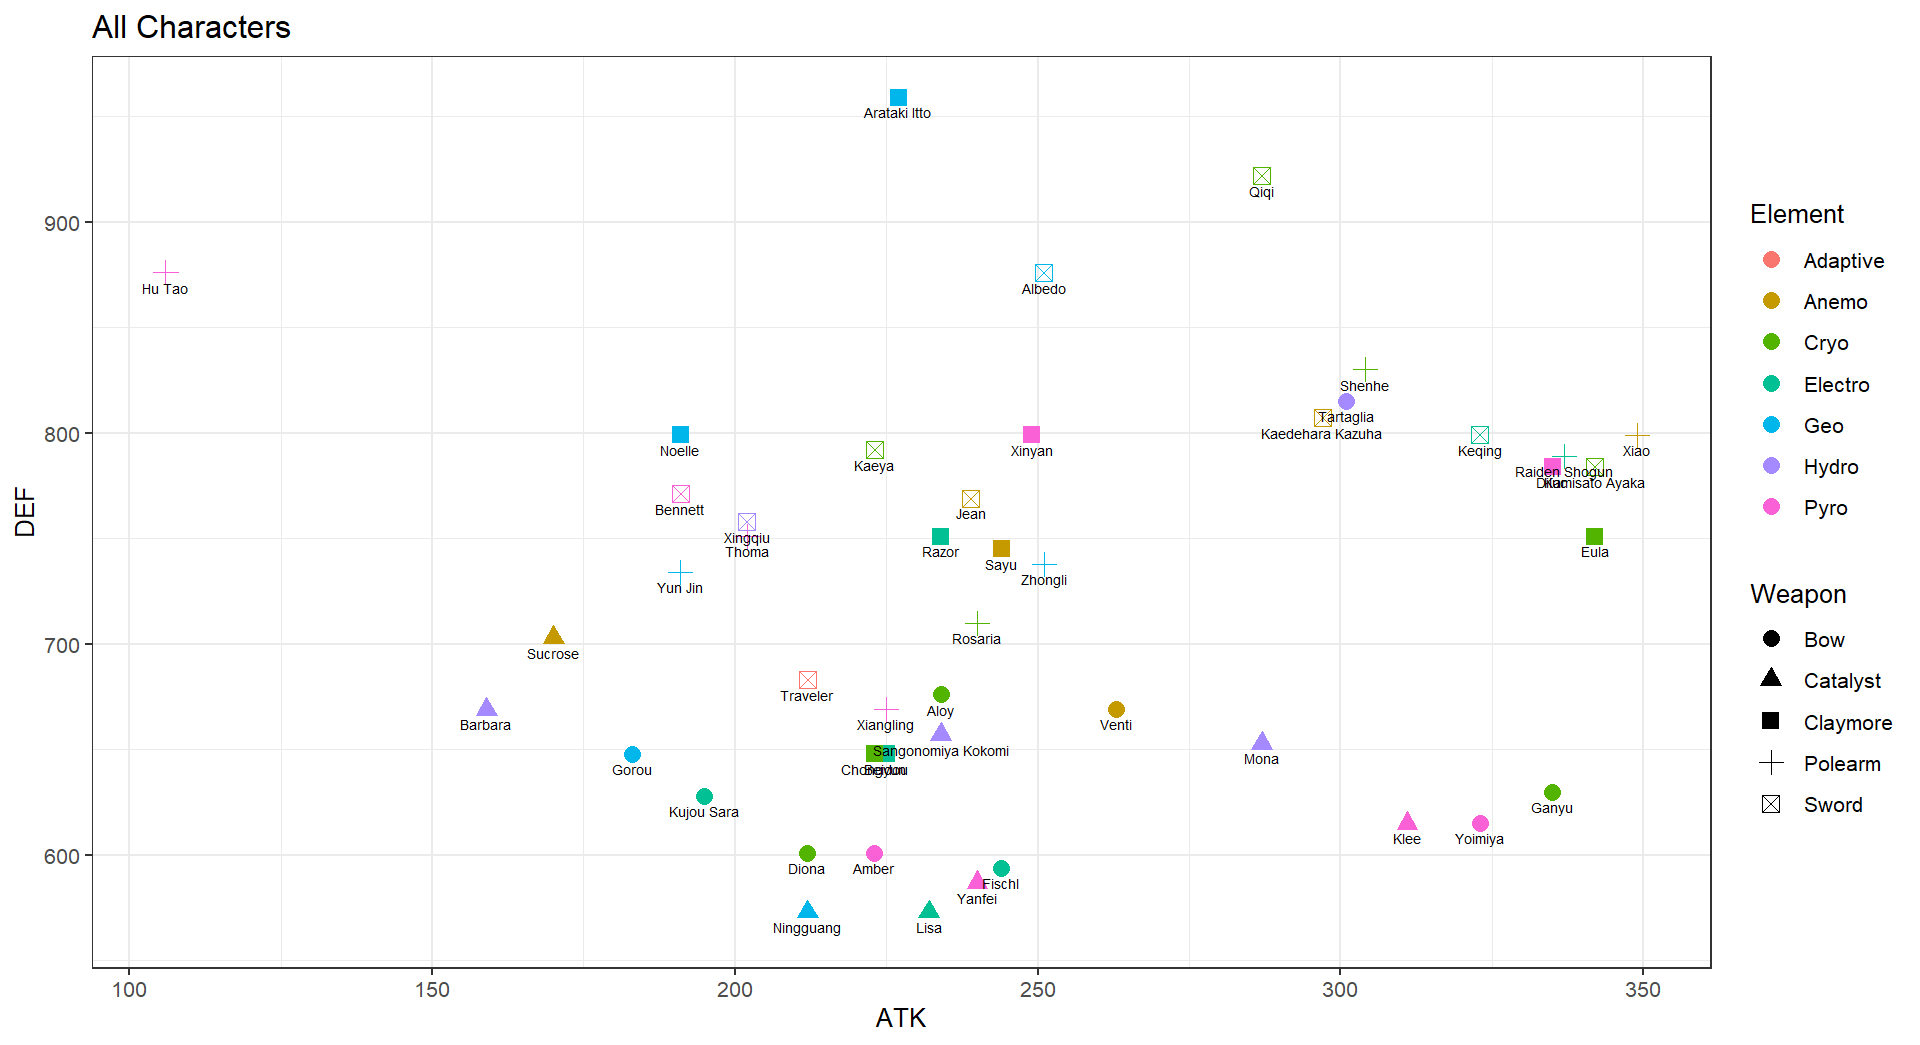 All Characters
DEF
900
800
700
600
Arataki Itto
Qiqi
Hu Tao
Albedo
Shenhe
Tartaglia
Kaedehara Kazuha
Noelle
Kaeya
Xinyan
Keqing
Xiao
Raiden Shogun
Diluc
Kamisato Ayaka
Bennett
Jean
Xingqiu
Thoma
Razor
Sayu
Eula
Yun Jin
Zhongli
Rosaria
Sucrose
Traveler
Aloy
Barbara
Xiangling
Venti
Sangonomiya Kokomi
Mona
Gorou
Chongyun
Beidou
Kujou Sara
Ganyu
Klee
Yoimiya
Diona
Amber
Fischl
Yanfei
Ningguang
Lisa
100
150
200
250
300
350
ATK
Element
Adaptive
Anemo
Cryo
Electro
Geo
Hydro
Pyro
Weapon
Bow
Catalyst
Claymore
Polearm
Sword